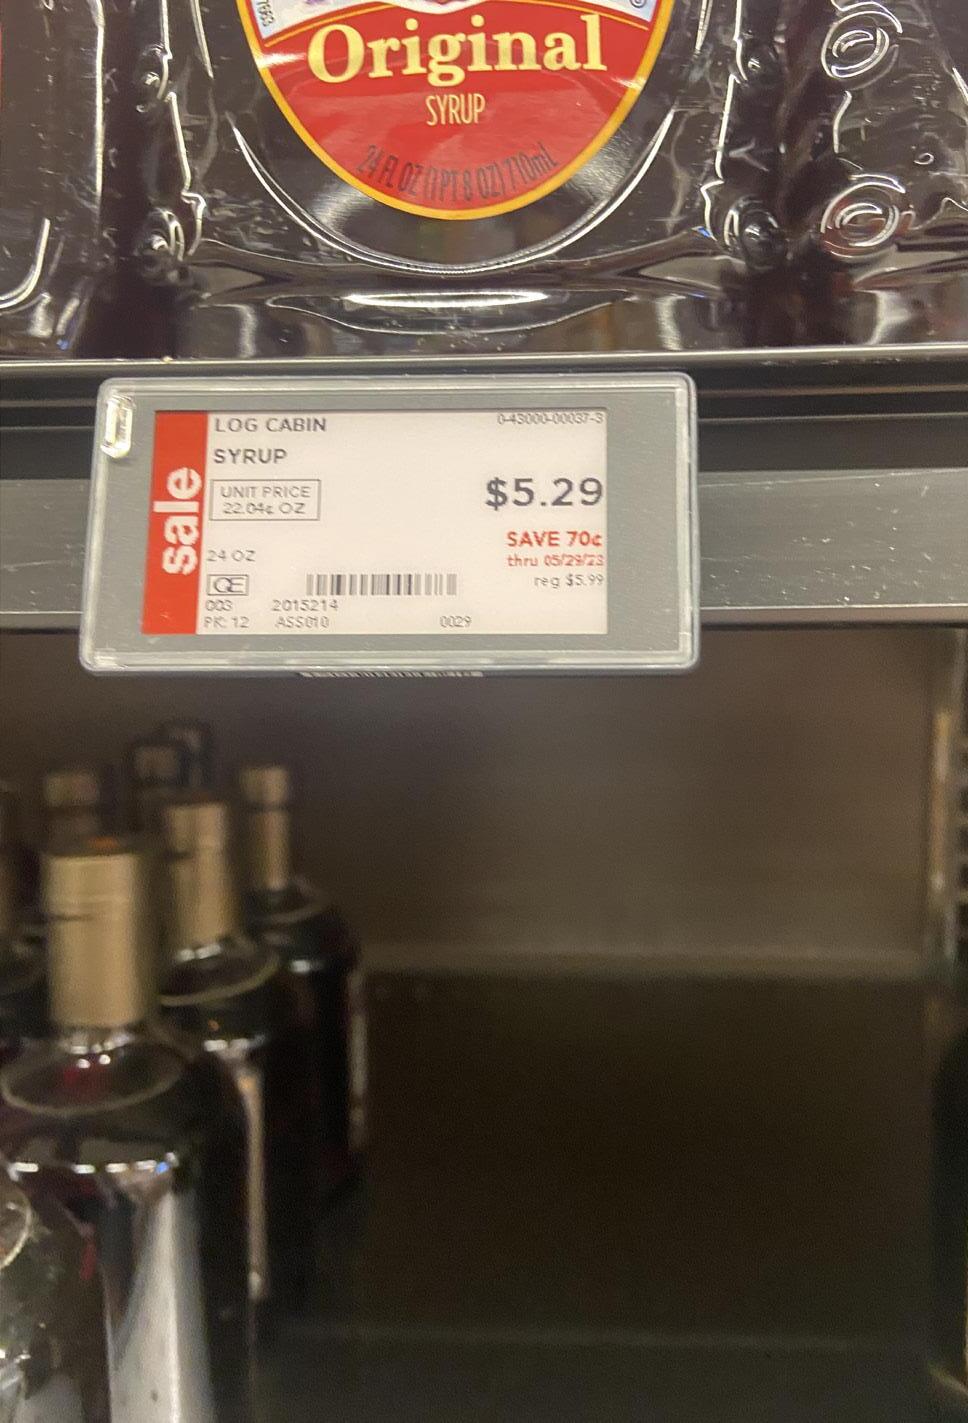 Original
SYRUP
24 FL OZ (1 PT 8 OZ) 710mL
LOG CABIN
0-43000-00037-3
SYRUP
UNIT PRICE
22.04¢ OZ
$5.29
sale
SAVE 70¢
24 OZ
thru 05/29/23
reg $5.99
003 2015214
PK: 12 ASS010 0029